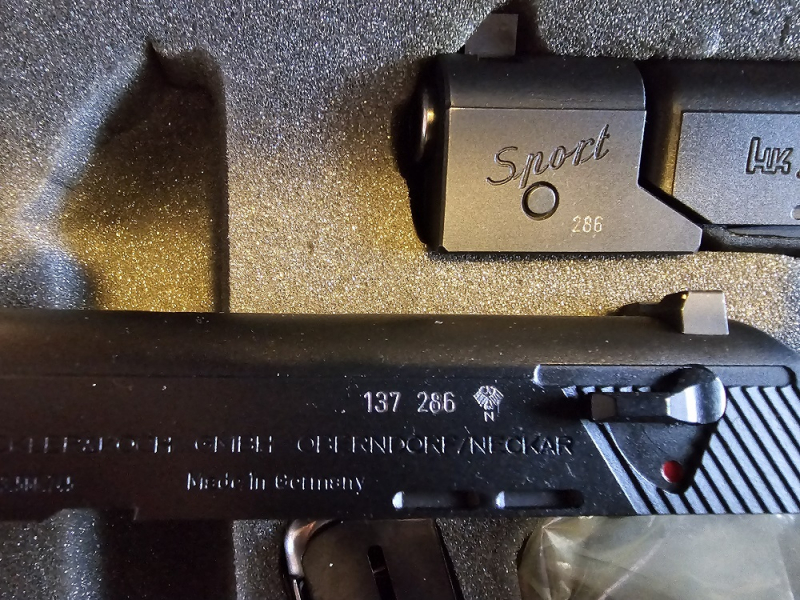 Sport
286
HK
137 286 N
GMBH OBERNDORF/NECKAR
Made in Germany